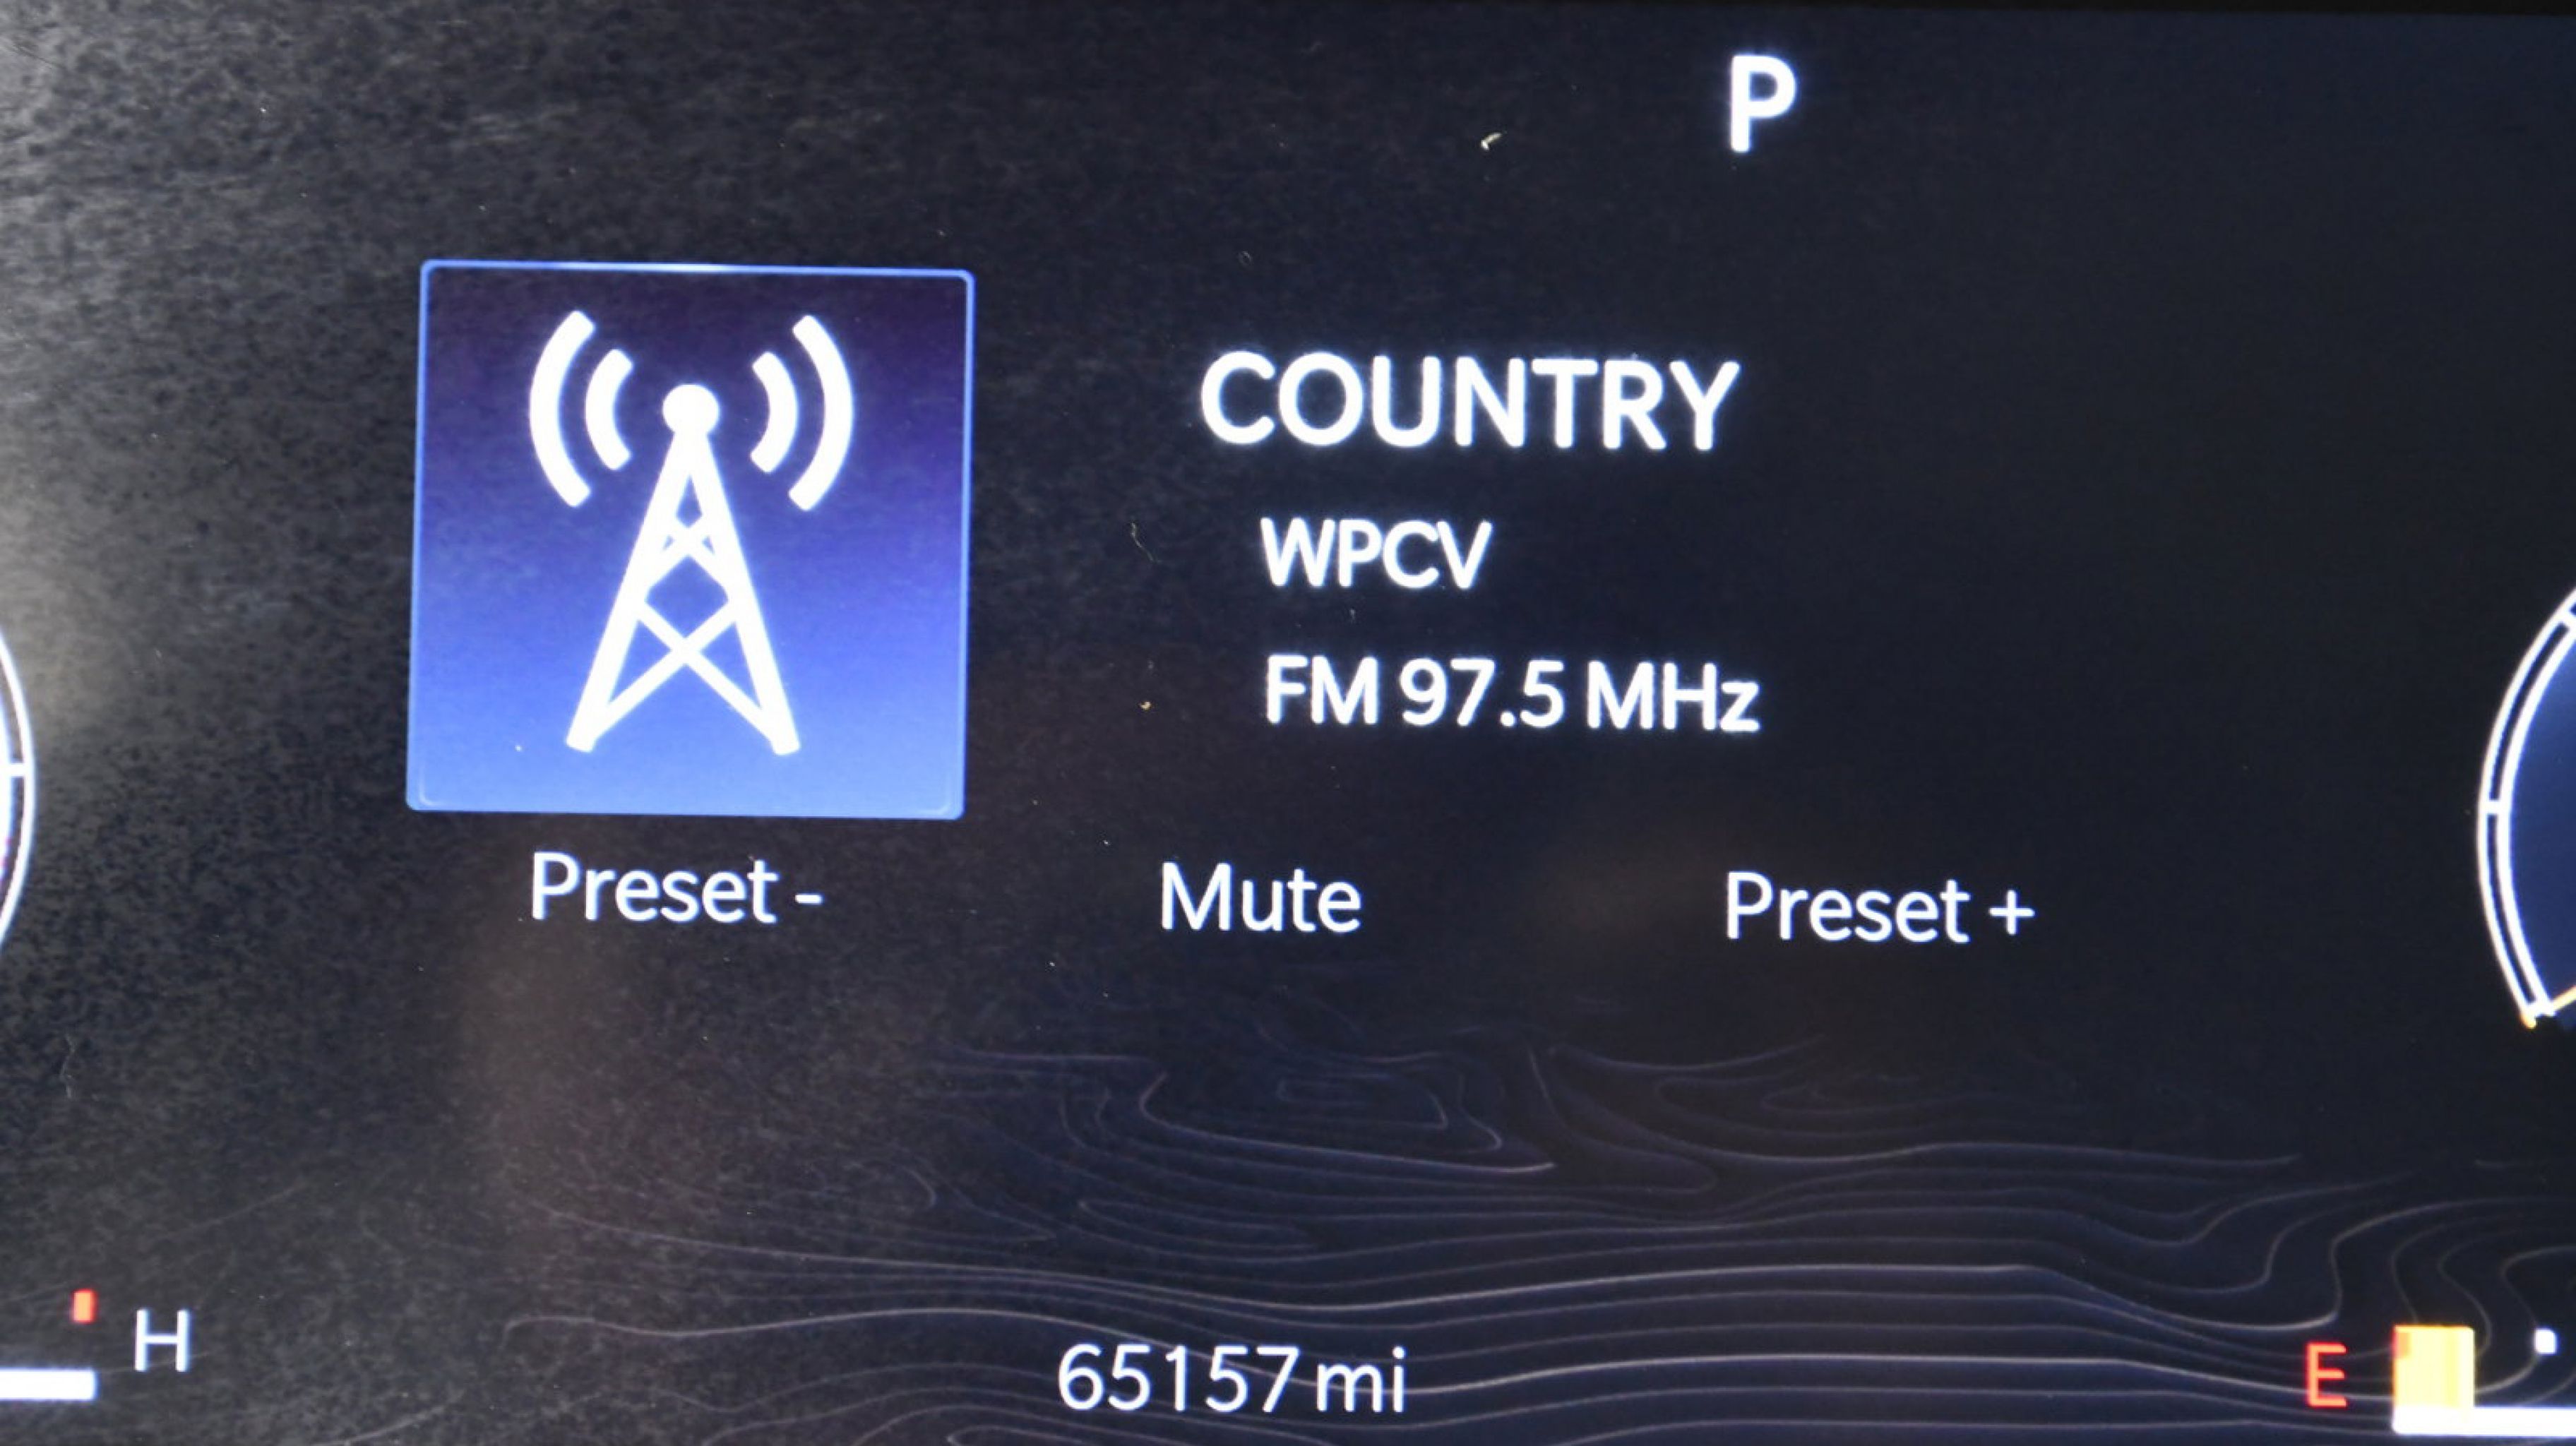 P
COUNTRY
WPCV
FM 97.5 MHz
Preset - Mute Preset +
H 65157 mi E